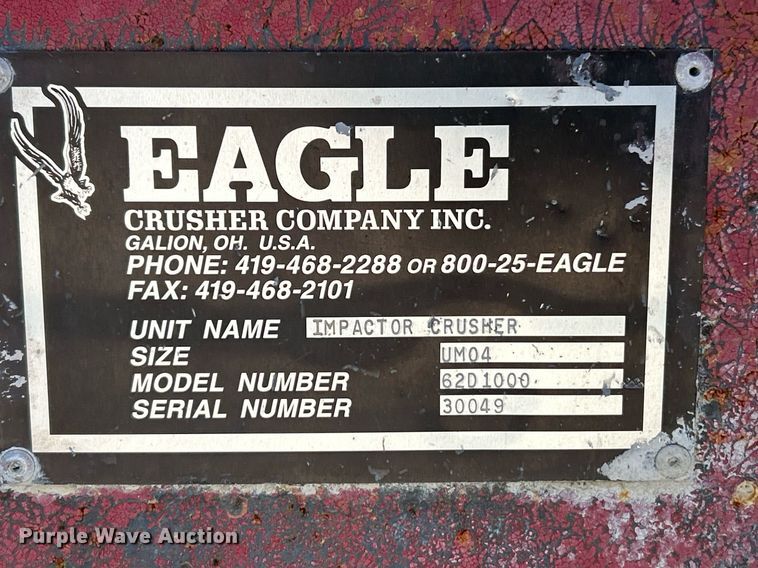 EAGLE
CRUSHER COMPANY INC.
GALION, OH. U.S.A.
PHONE: 419-468-2288 OR 800-25-EAGLE
FAX: 419-468-2101
UNIT NAME IMPACTOR CRUSHER
SIZE UM04
MODEL NUMBER 62D1000
SERIAL NUMBER 30049
Purple Wave Auction